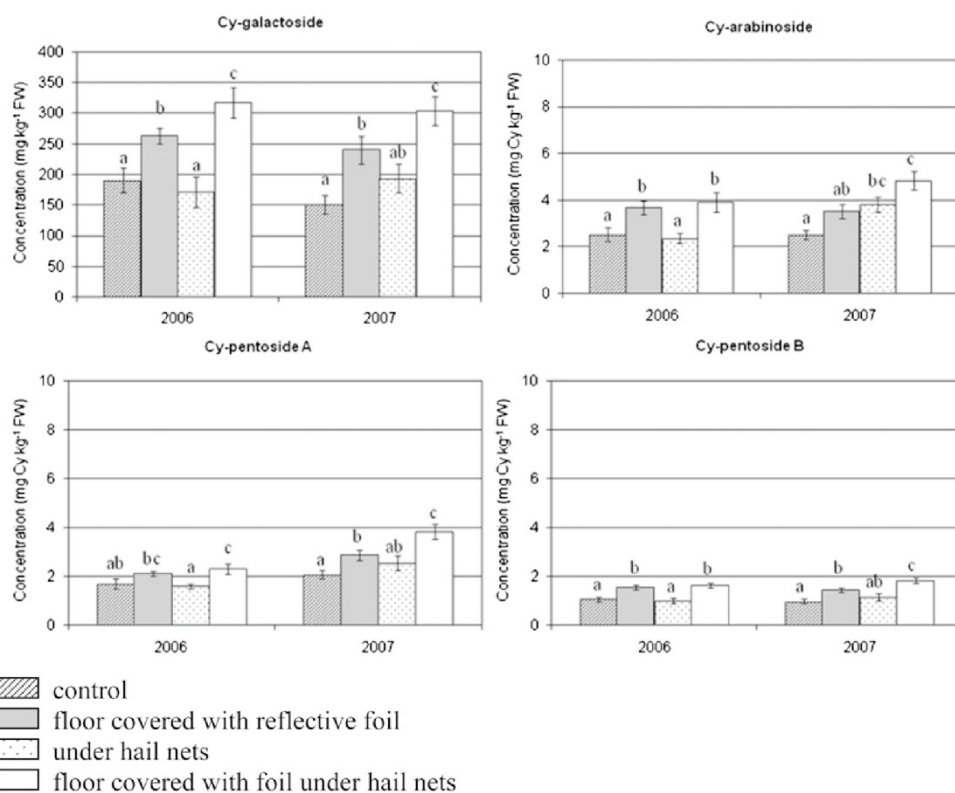 Cy-galactoside
Concentration (mg kg⁻¹ FW)
400
350
300
250
200
150
100
50
0
a
b
a
c
a
b
ab
c
2006
2007
Cy-arabinoside
Concentration (mg Cy kg⁻¹ FW)
10
8
6
4
2
0
a
b
a
b
a
ab
bc
c
2006
2007
Cy-pentoside A
Concentration (mg Cy kg⁻¹ FW)
10
8
6
4
2
0
ab
bc
a
c
a
b
ab
c
2006
2007
Cy-pentoside B
Concentration (mg Cy kg⁻¹ FW)
10
8
6
4
2
0
a
b
a
b
a
b
ab
c
2006
2007
control
floor covered with reflective foil
under hail nets
floor covered with foil under hail nets